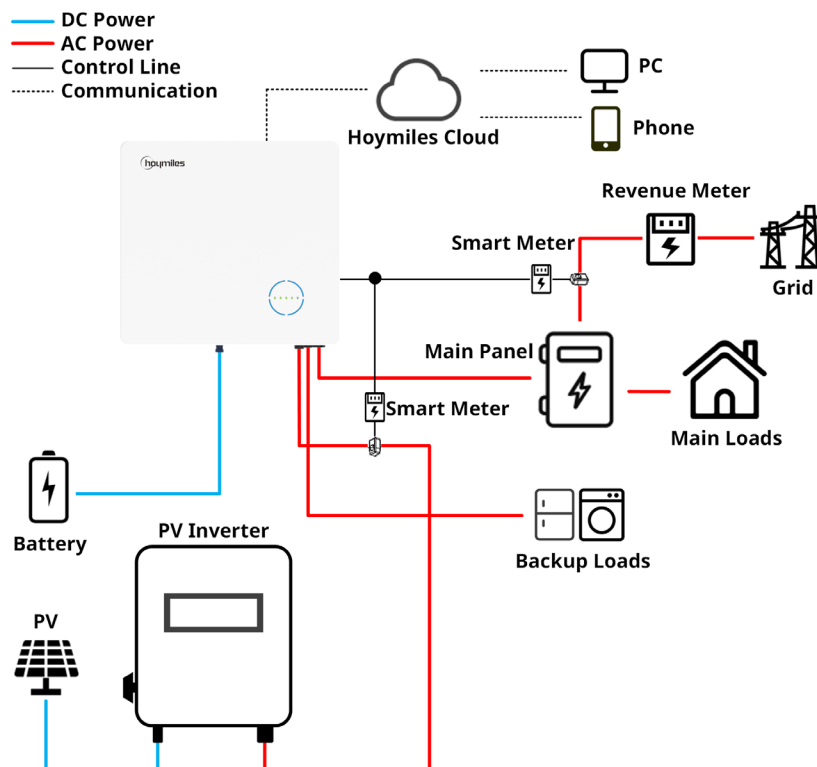 DC Power
AC Power
Control Line
Communication
PC
Hoymiles Cloud
Phone
hoymiles
Revenue Meter
Smart Meter
Grid
Main Panel
Smart Meter
Main Loads
Battery
PV Inverter
Backup Loads
PV